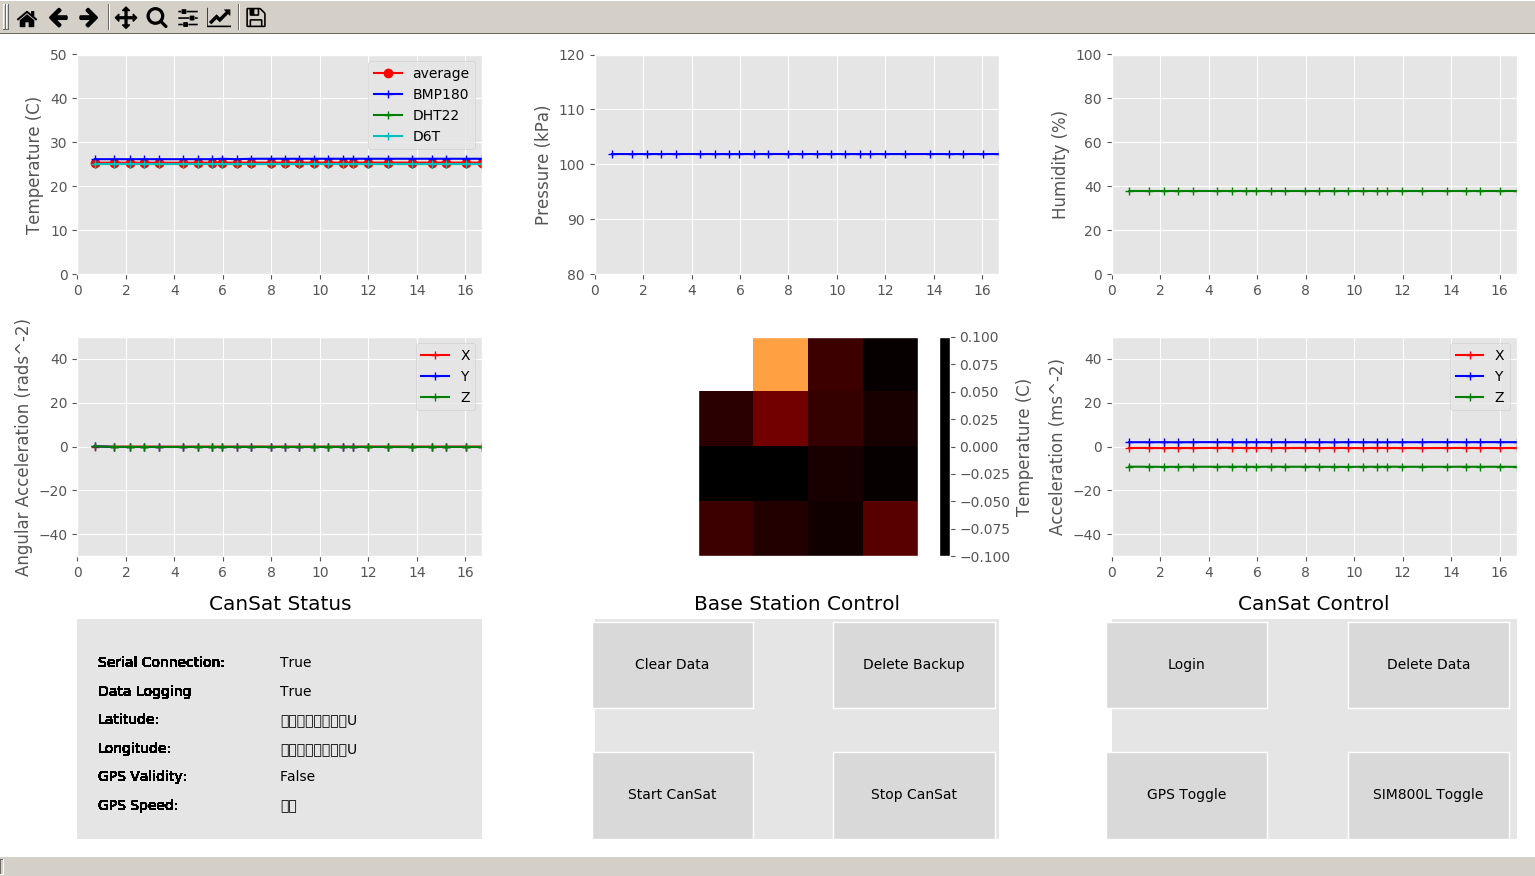 50
40
30
20
10
0
Temperature (C)
average
BMP180
DHT22
D6T
0 2 4 6 8 10 12 14 16
120
110
100
90
80
Pressure (kPa)
0 2 4 6 8 10 12 14 16
100
80
60
40
20
0
Humidity (%)
0 2 4 6 8 10 12 14 16
40
20
0
−20
−40
Angular Acceleration (rads^-2)
X
Y
Z
0 2 4 6 8 10 12 14 16
0.100
0.075
0.050
0.025
0.000
−0.025
−0.050
−0.075
−0.100
Temperature (C)
40
20
0
−20
−40
Acceleration (ms^-2)
X
Y
Z
0 2 4 6 8 10 12 14 16
CanSat Status
Serial Connection: True
Data Logging True
Latitude: U
Longitude: U
GPS Validity: False
GPS Speed:
Base Station Control
Clear Data
Delete Backup
Start CanSat
Stop CanSat
CanSat Control
Login
Delete Data
GPS Toggle
SIM800L Toggle